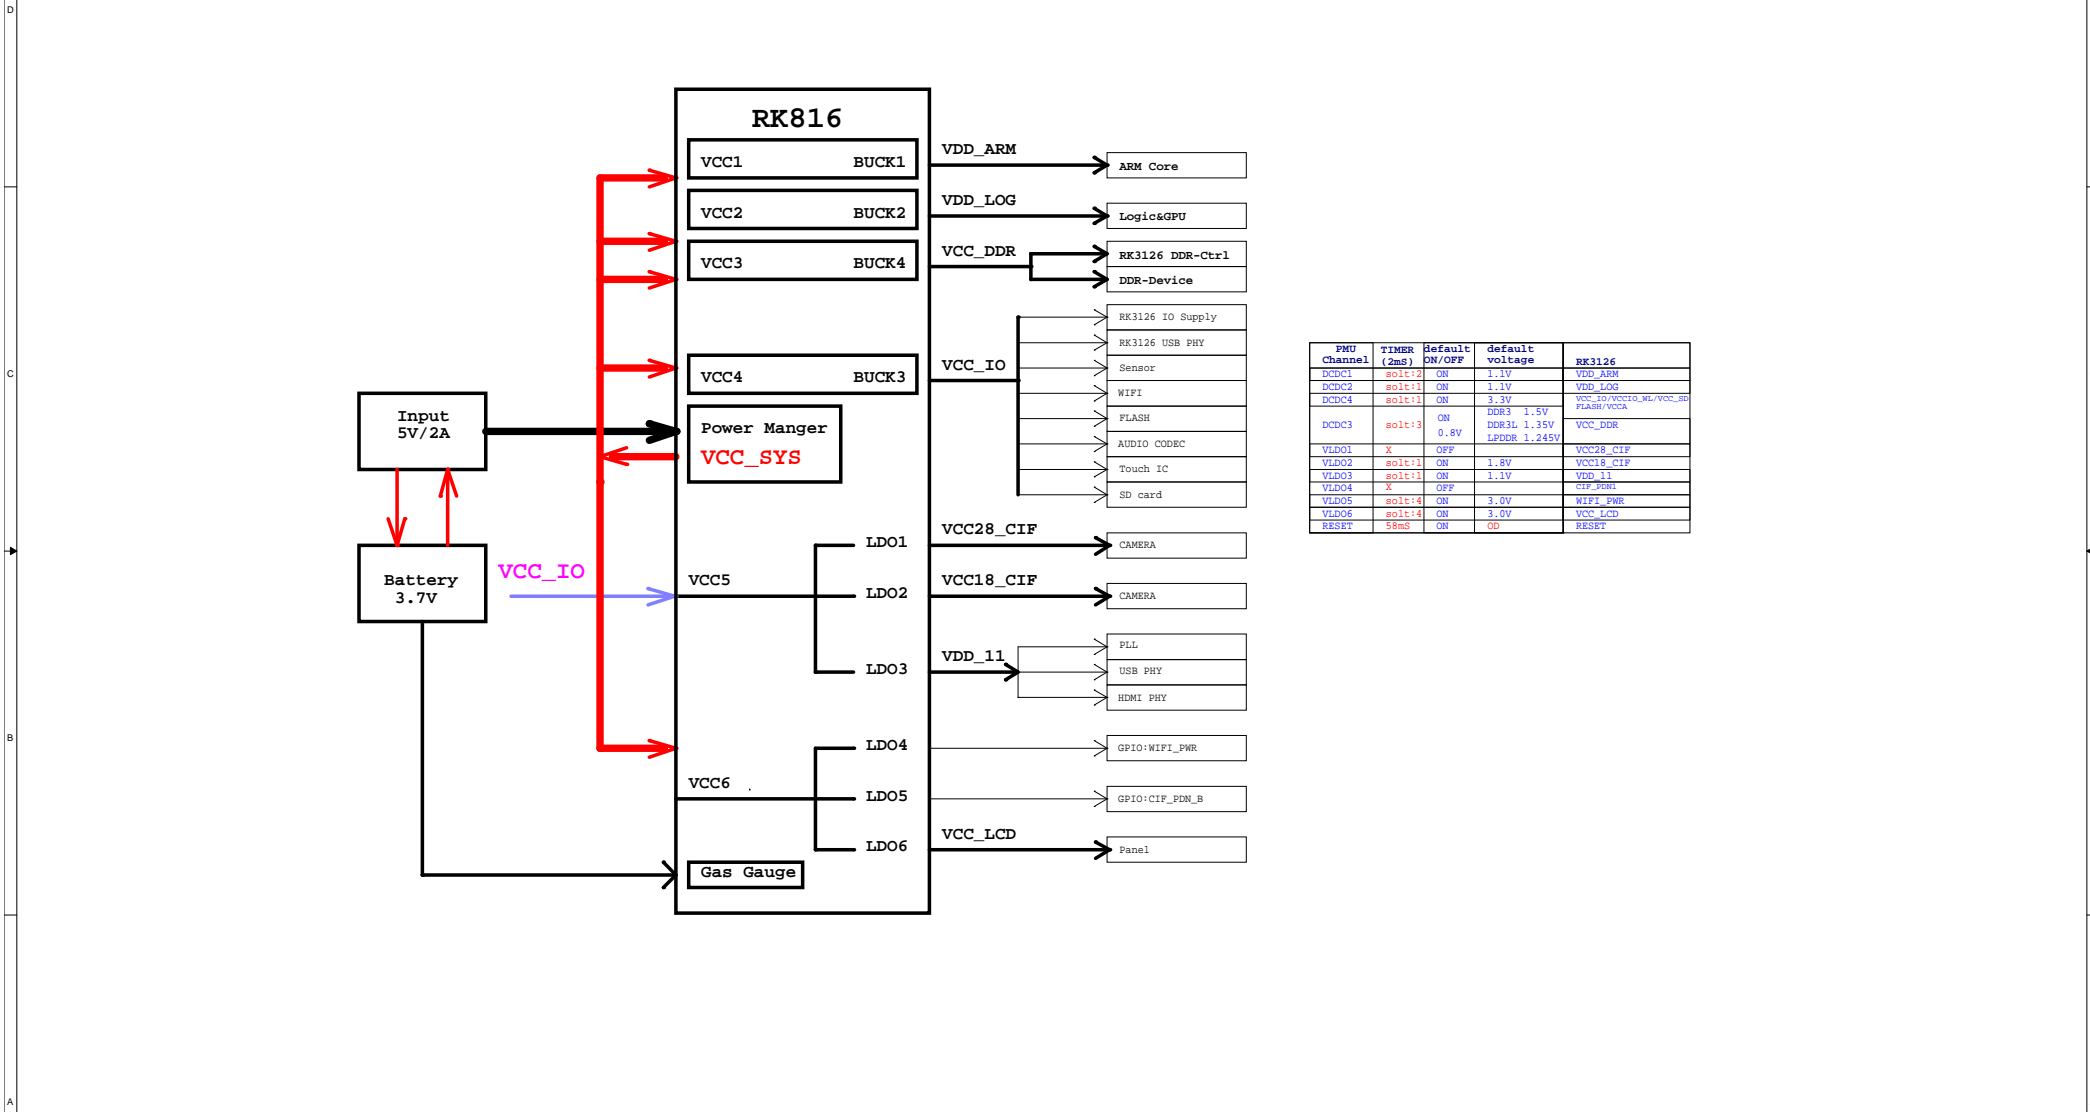 D
C
B
A
RK816
VCC1 BUCK1
VCC2 BUCK2
VCC3 BUCK4
VCC4 BUCK3
Power Manger
VCC_SYS
Input
5V/2A
Battery
3.7V
VCC_IO
VCC5
LDO1
LDO2
LDO3
VCC6
LDO4
LDO5
LDO6
Gas Gauge
VDD_ARM
ARM Core
VDD_LOG
Logic&GPU
VCC_DDR
RK3126 DDR-Ctrl
DDR-Device
VCC_IO
RK3126 IO Supply
RK3126 USB PHY
Sensor
WIFI
FLASH
AUDIO CODEC
Touch IC
SD card
VCC28_CIF
CAMERA
VCC18_CIF
CAMERA
VDD_11
PLL
USB PHY
HDMI PHY
GPIO:WIFI_PWR
GPIO:CIF_PDN_B
VCC_LCD
Panel
PMU Channel TIMER (2mS) default ON/OFF default voltage RK3126
DCDC1 solt:2 ON 1.1V VDD_ARM
DCDC2 solt:1 ON 1.1V VDD_LOG
DCDC4 solt:1 ON 3.3V VCC_IO/VCCIO_WL/VCC_SD
FLASH/VCCA
DCDC3 solt:3 ON 0.8V DDR3 1.5V DDR3L 1.35V LPDDR 1.245V VCC_DDR
VLDO1 X OFF VCC28_CIF
VLDO2 solt:1 ON 1.8V VCC18_CIF
VLDO3 solt:1 ON 1.1V VDD_11
VLDO4 X OFF CIF_PDN1
VLDO5 solt:4 ON 3.0V WIFI_PWR
VLDO6 solt:4 ON 3.0V VCC_LCD
RESET 58mS ON OD RESET